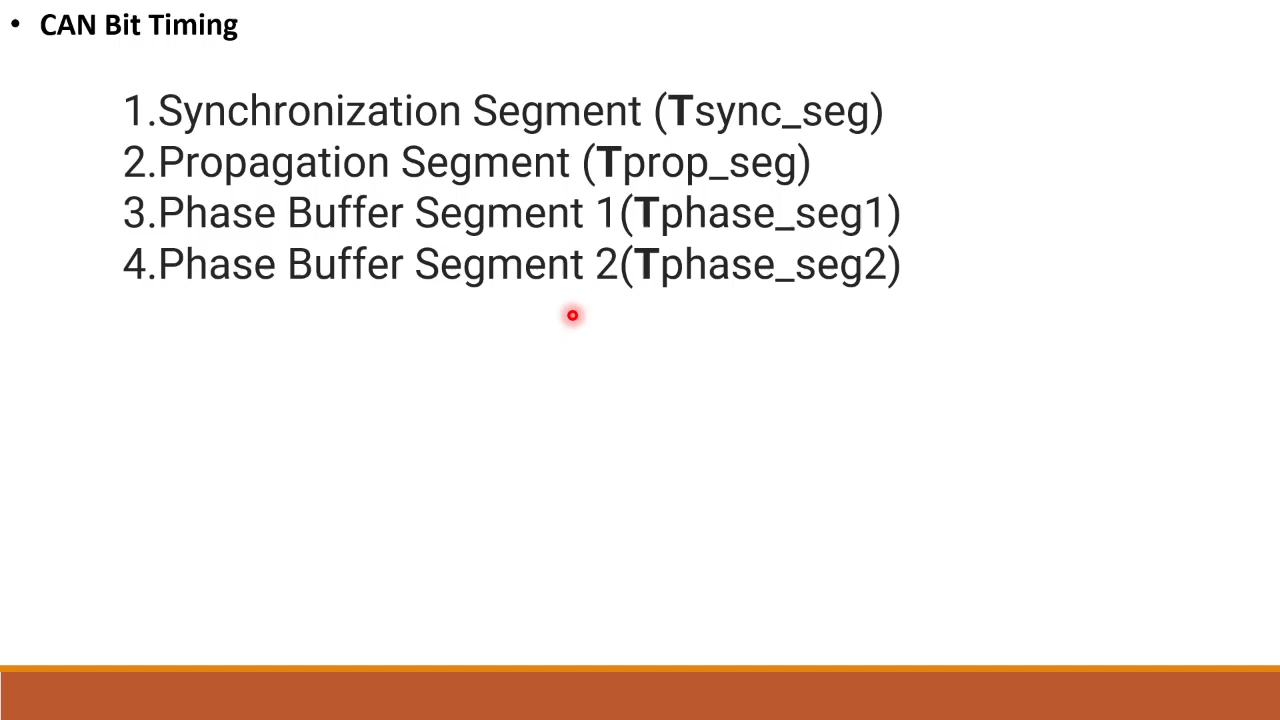 • CAN Bit Timing
1.Synchronization Segment (Tsync_seg)
2.Propagation Segment (Tprop_seg)
3.Phase Buffer Segment 1(Tphase_seg1)
4.Phase Buffer Segment 2(Tphase_seg2)